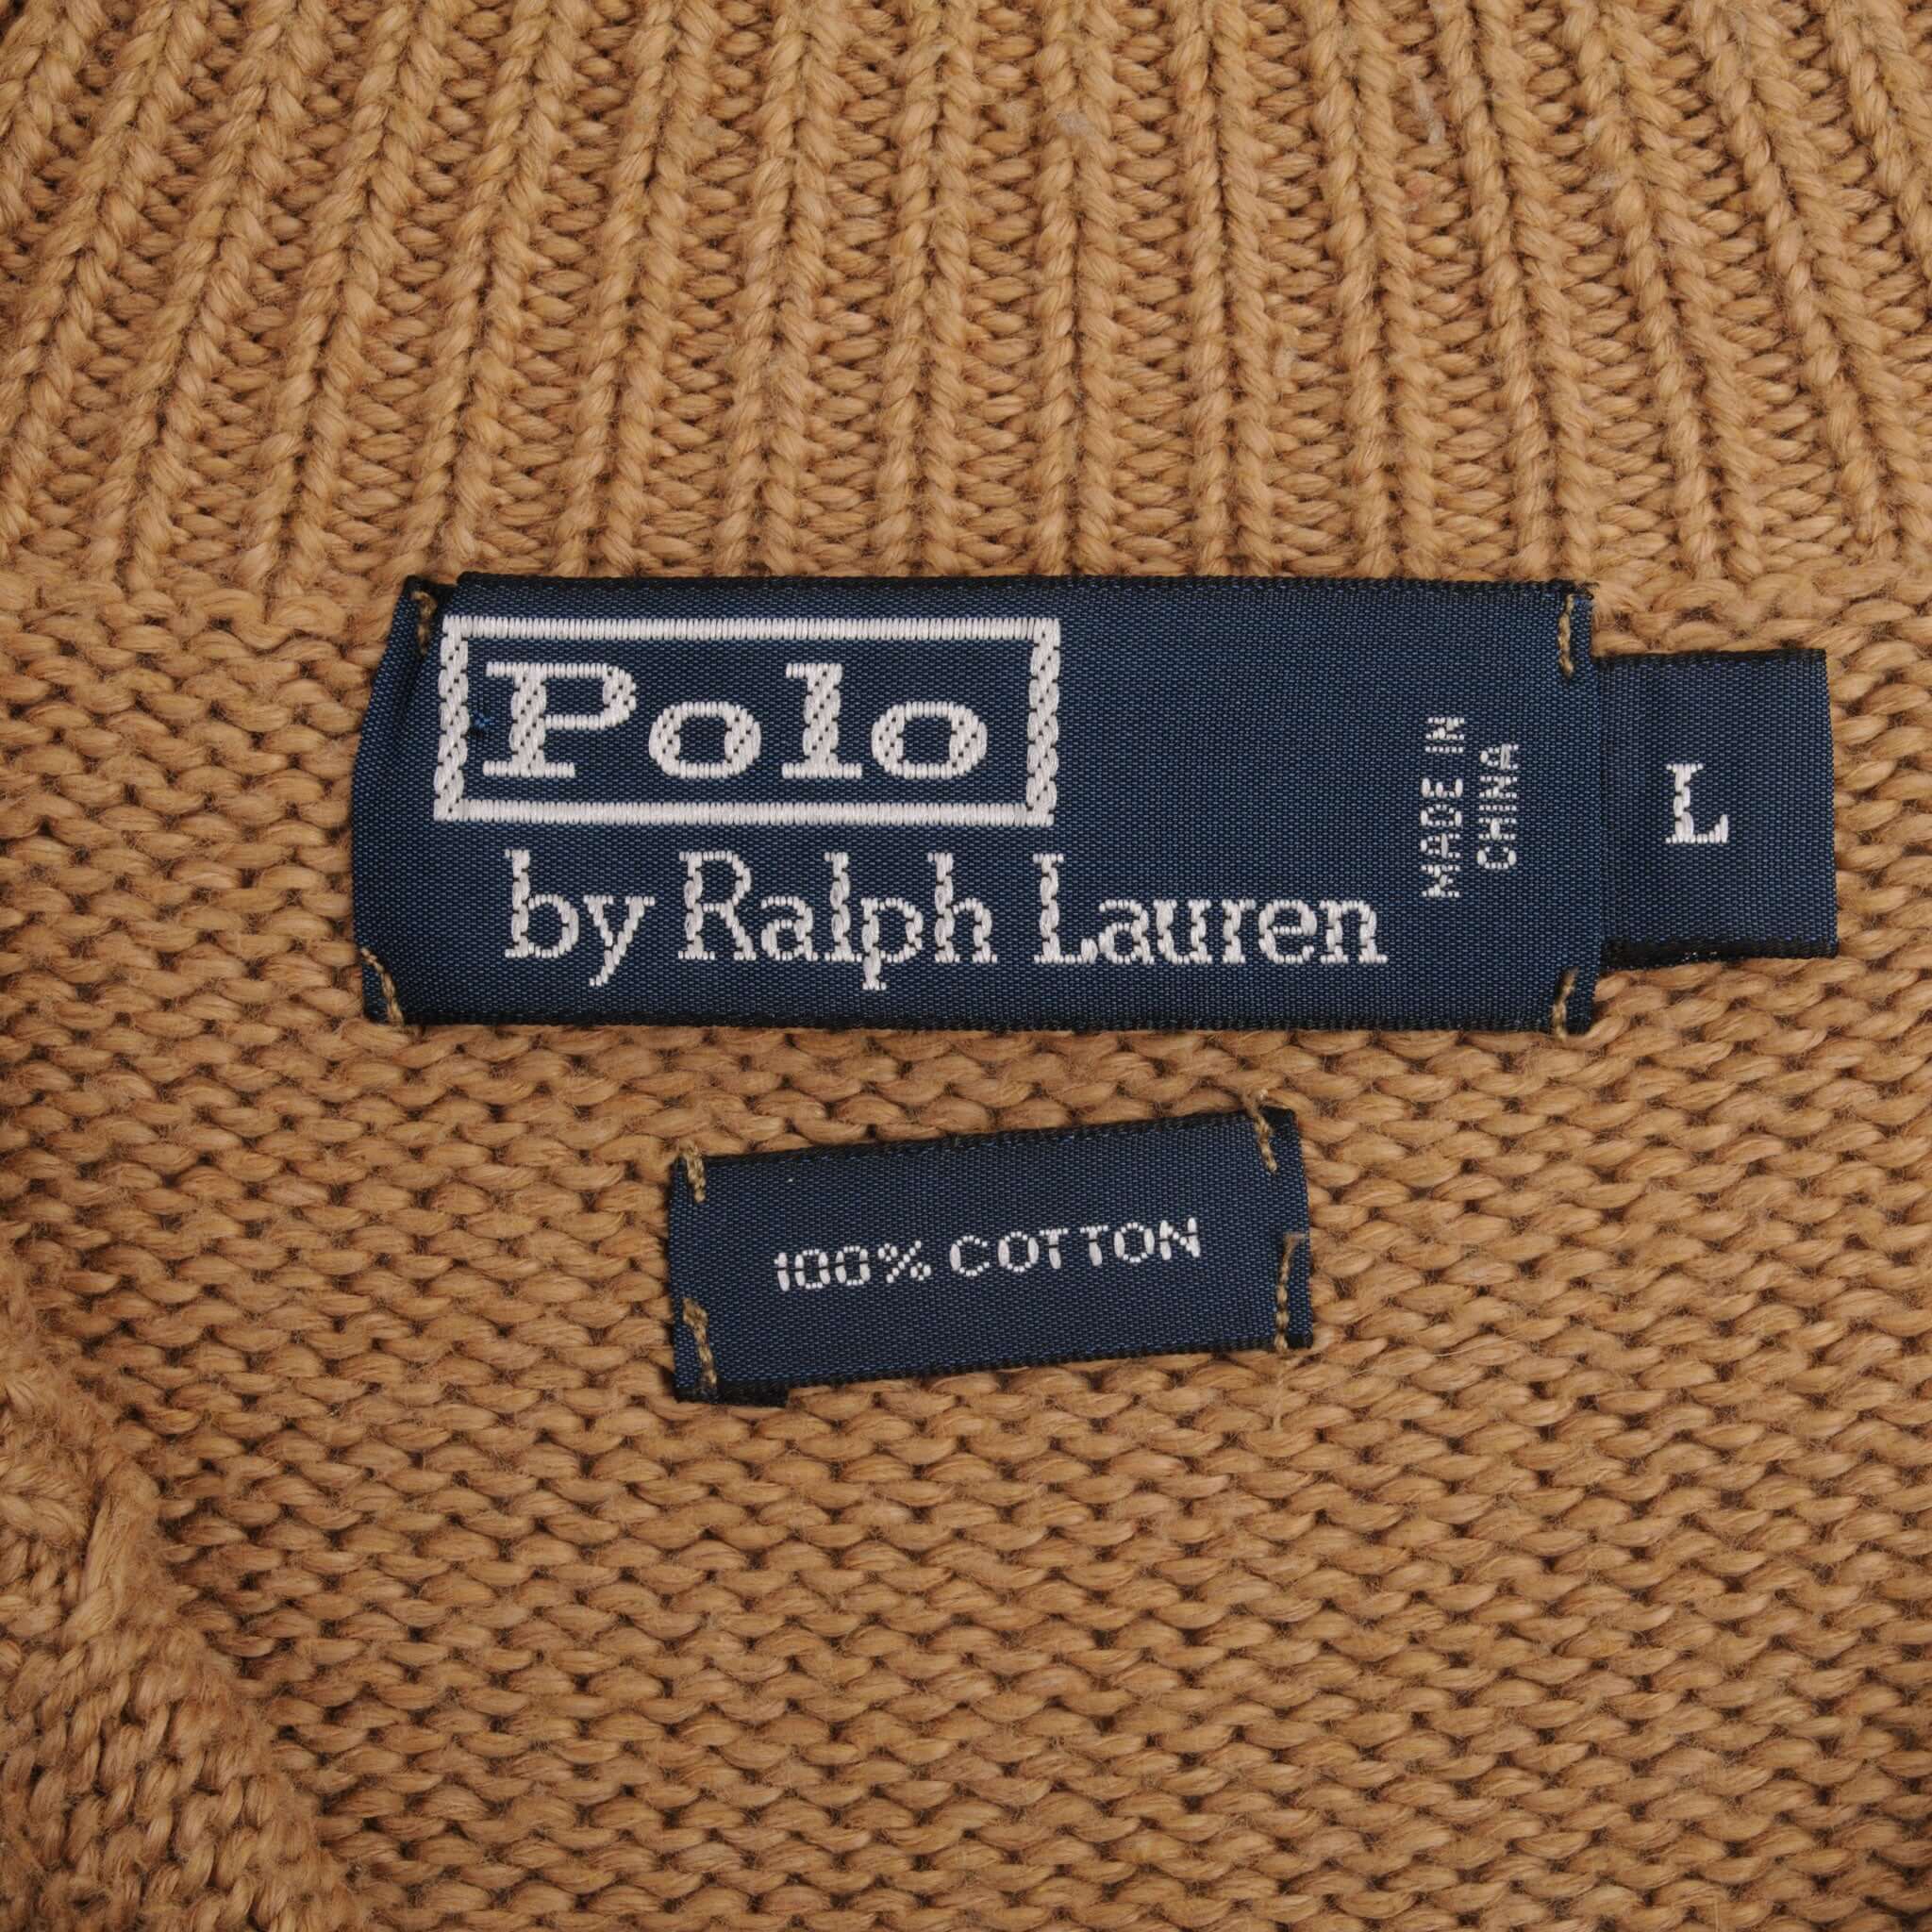 Polo
by Ralph Lauren
MADE IN
CHINA
L
100% COTTON